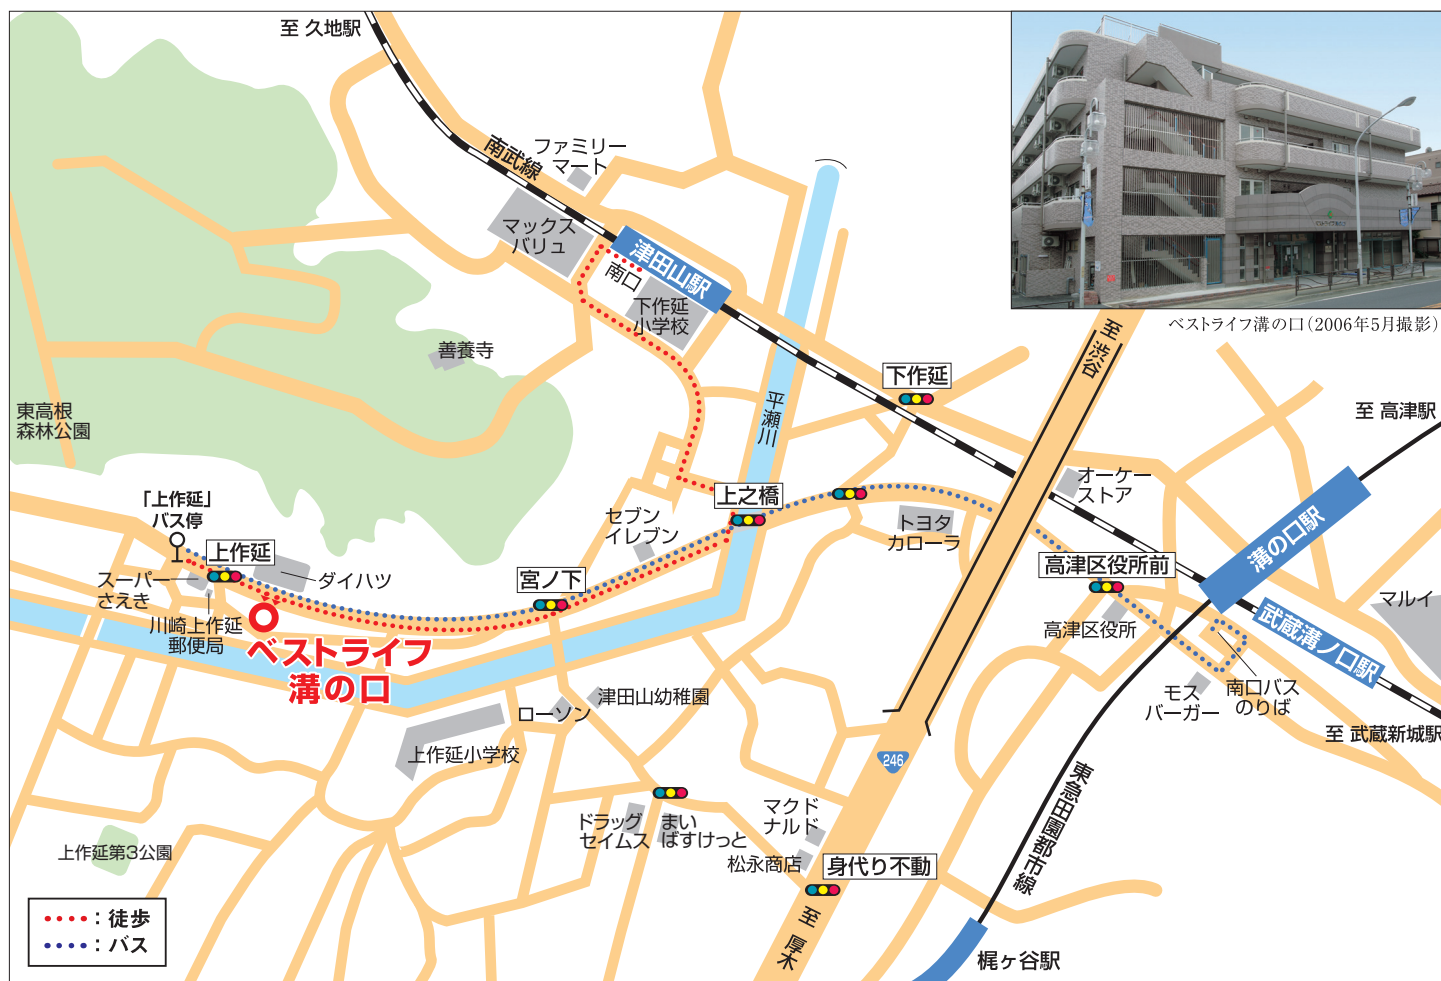 至 久地駅
南武線
ファミリー
マート
マックス
バリュ
津田山駅
南口
下作延
小学校
善養寺
東高根
森林公園
平瀬川
下作延
至 渋谷
ベストライフ溝の口(2006年5月撮影)
至 高津駅
オーケー
ストア
溝の口駅
「上作延」
バス停
上作延
スーパー
さえき
ダイハツ
川崎上作延
郵便局
ベストライフ
溝の口
セブン
イレブン
宮ノ下
上之橋
トヨタ
カローラ
高津区役所前
高津区役所
マルイ
武蔵溝ノ口駅
モス
バーガー
南口バス
のりば
至 武蔵新城駅
ローソン
津田山幼稚園
上作延小学校
246
東急田園都市線
ドラッグ
セイムス
まい
ばすけっと
マクド
ナルド
松永商店
身代り不動
至 厚木
梶ヶ谷駅
上作延第3公園
:徒歩
:バス